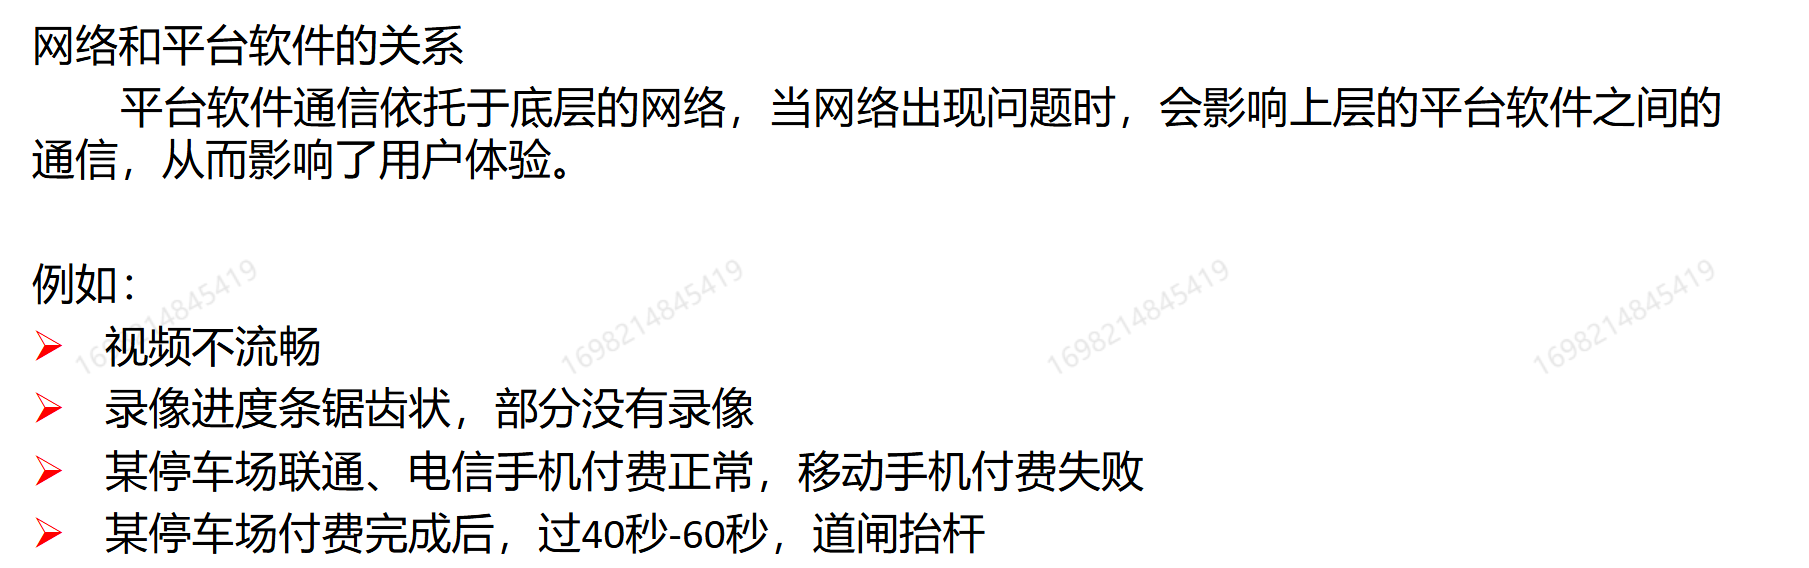 网络和平台软件的关系
平台软件通信依托于底层的网络，当网络出现问题时，会影响上层的平台软件之间的
通信，从而影响了用户体验。
例如：
1698214845419 1698214845419 1698214845419 1698214845419
➢ 视频不流畅
➢ 录像进度条锯齿状，部分没有录像
➢ 某停车场联通、电信手机付费正常，移动手机付费失败
➢ 某停车场付费完成后，过40秒-60秒，道闸抬杆